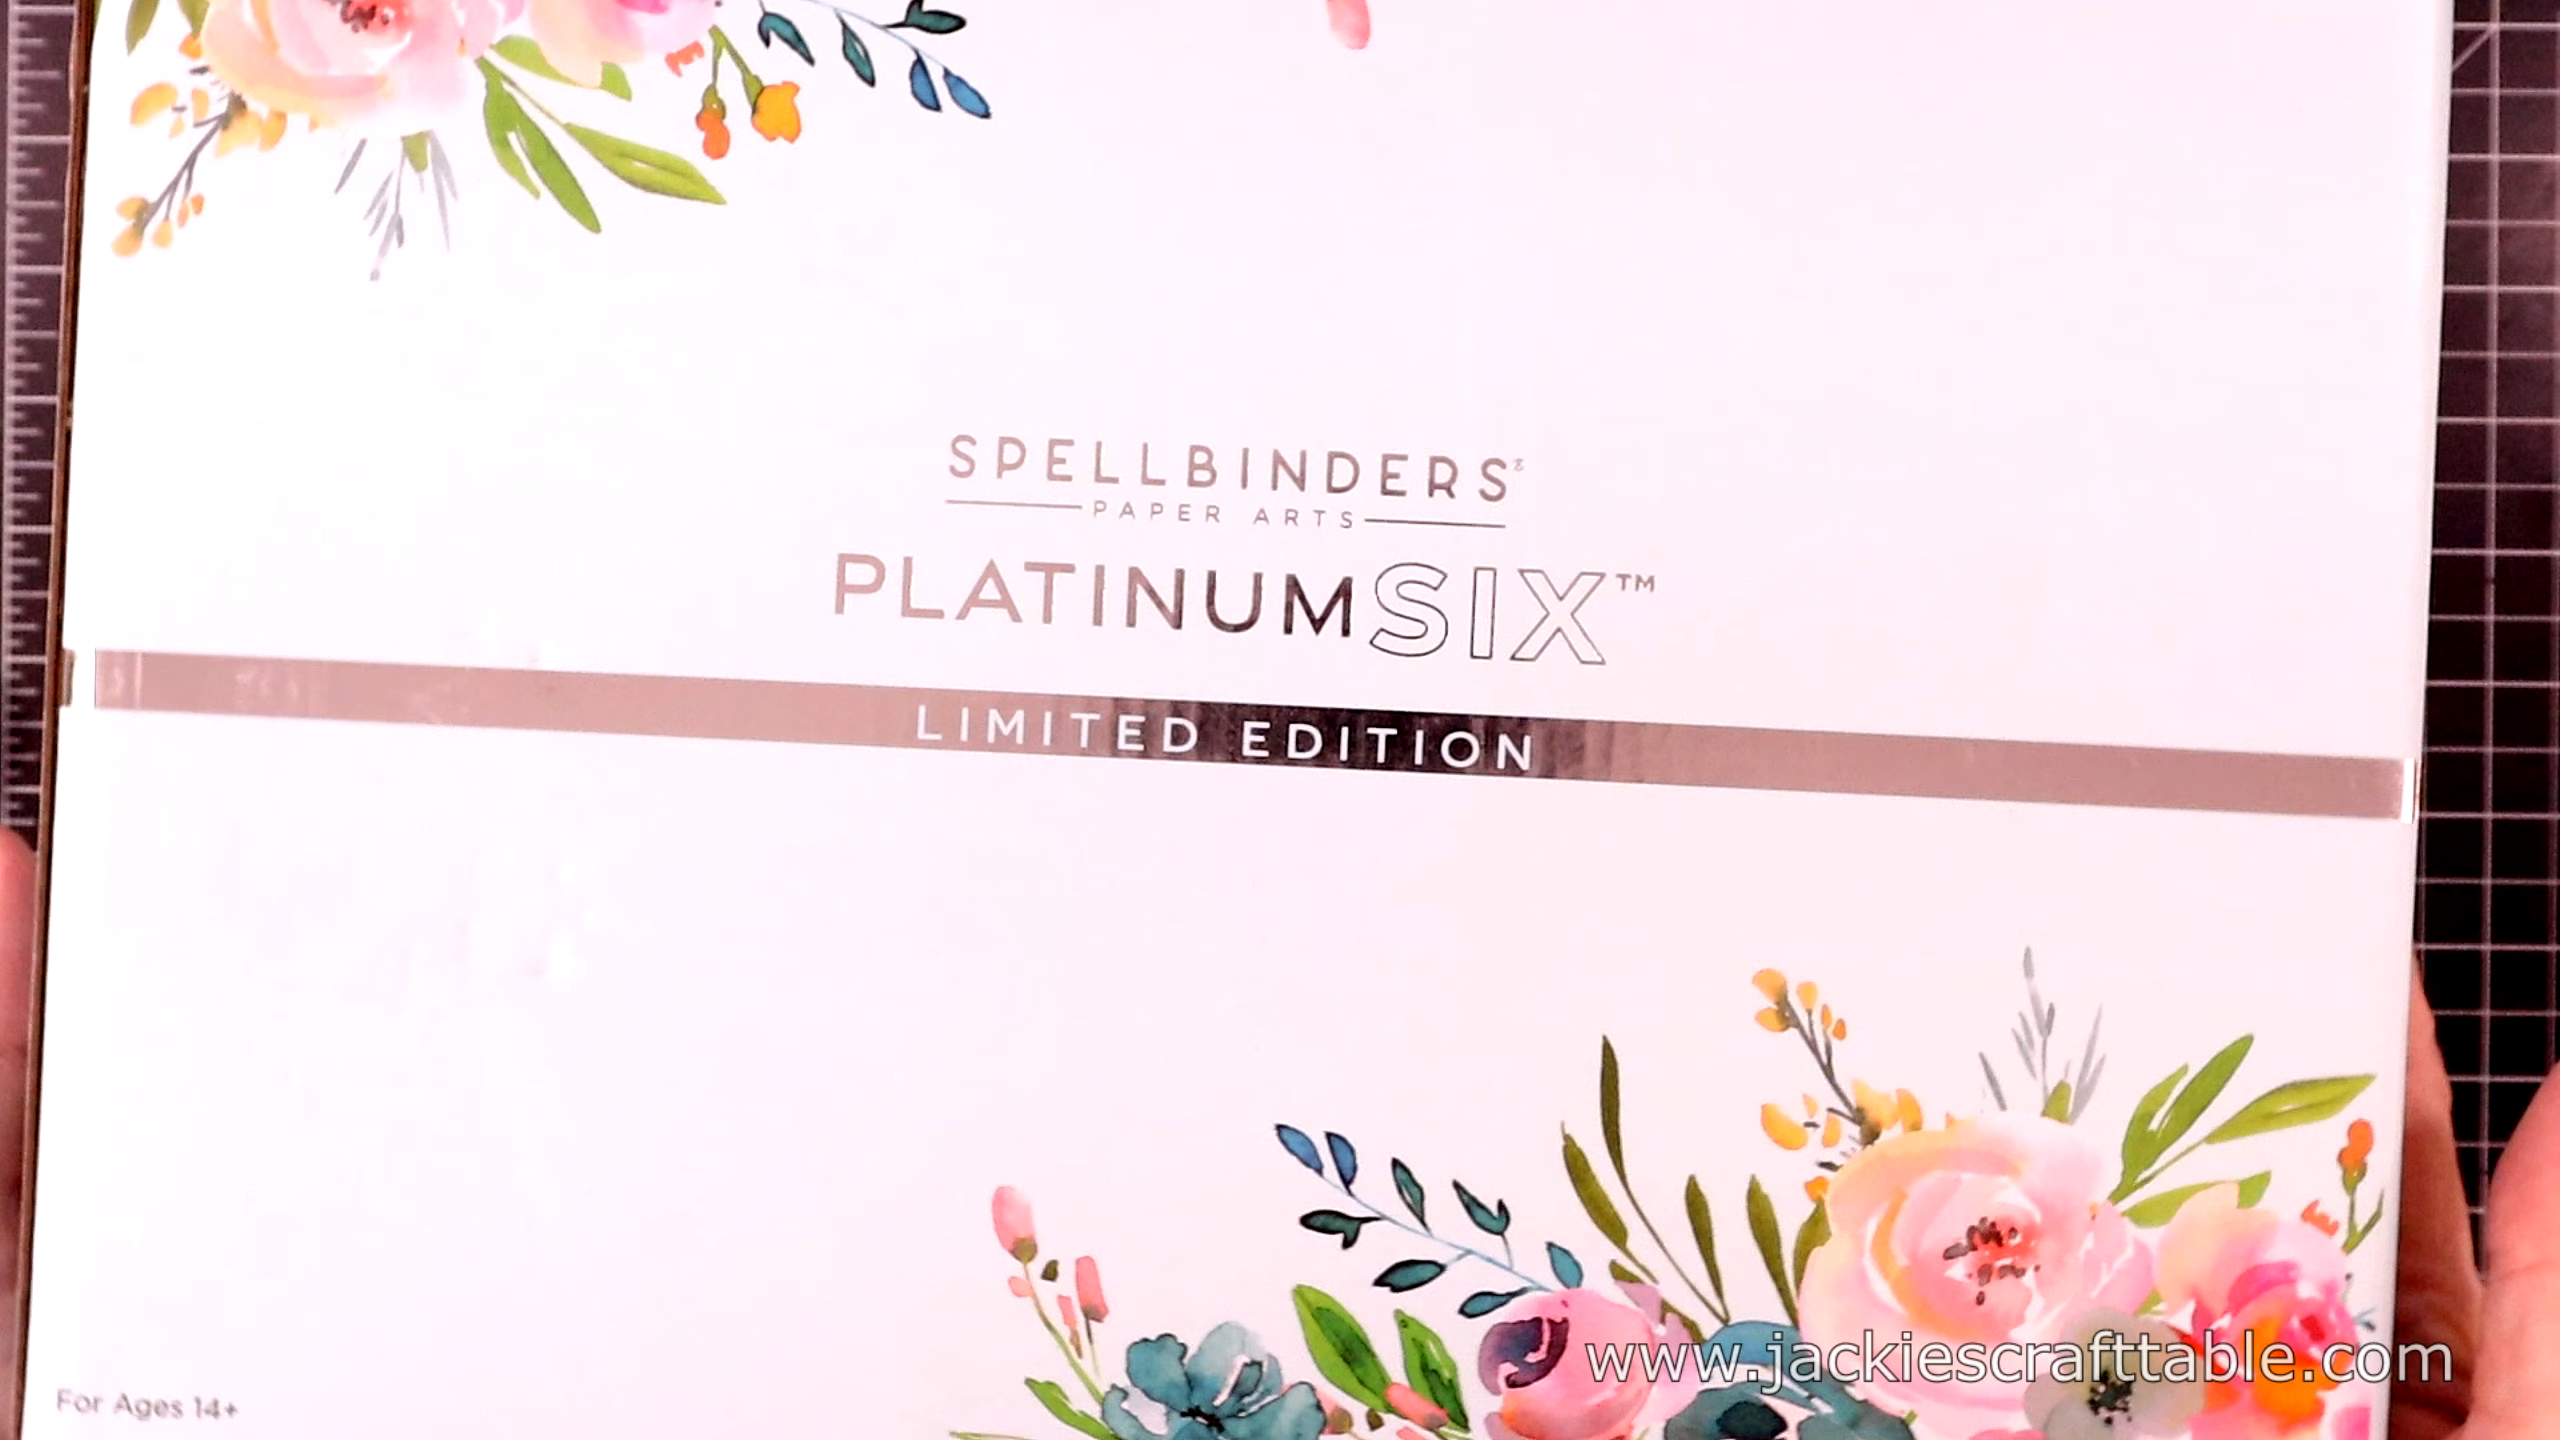 SPELLBINDERS®
PAPER ARTS
PLATINUMSIX™
LIMITED EDITION
For Ages 14+
www.jackiescrafttable.com